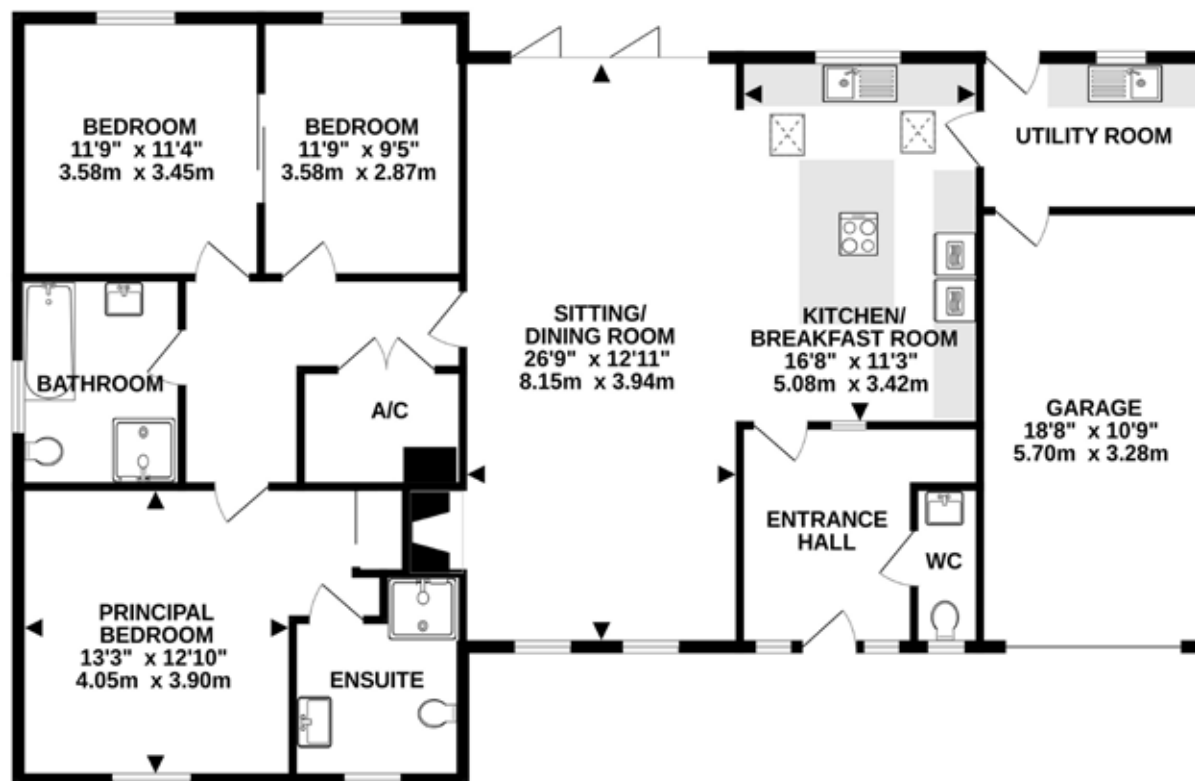 BEDROOM
11'9" x 11'4"
3.58m x 3.45m
BEDROOM
11'9" x 9'5"
3.58m x 2.87m
UTILITY ROOM
SITTING/
DINING ROOM
26'9" x 12'11"
8.15m x 3.94m
KITCHEN/
BREAKFAST ROOM
16'8" x 11'3"
5.08m x 3.42m
BATHROOM
A/C
GARAGE
18'8" x 10'9"
5.70m x 3.28m
ENTRANCE
HALL
WC
PRINCIPAL
BEDROOM
13'3" x 12'10"
4.05m x 3.90m
ENSUITE